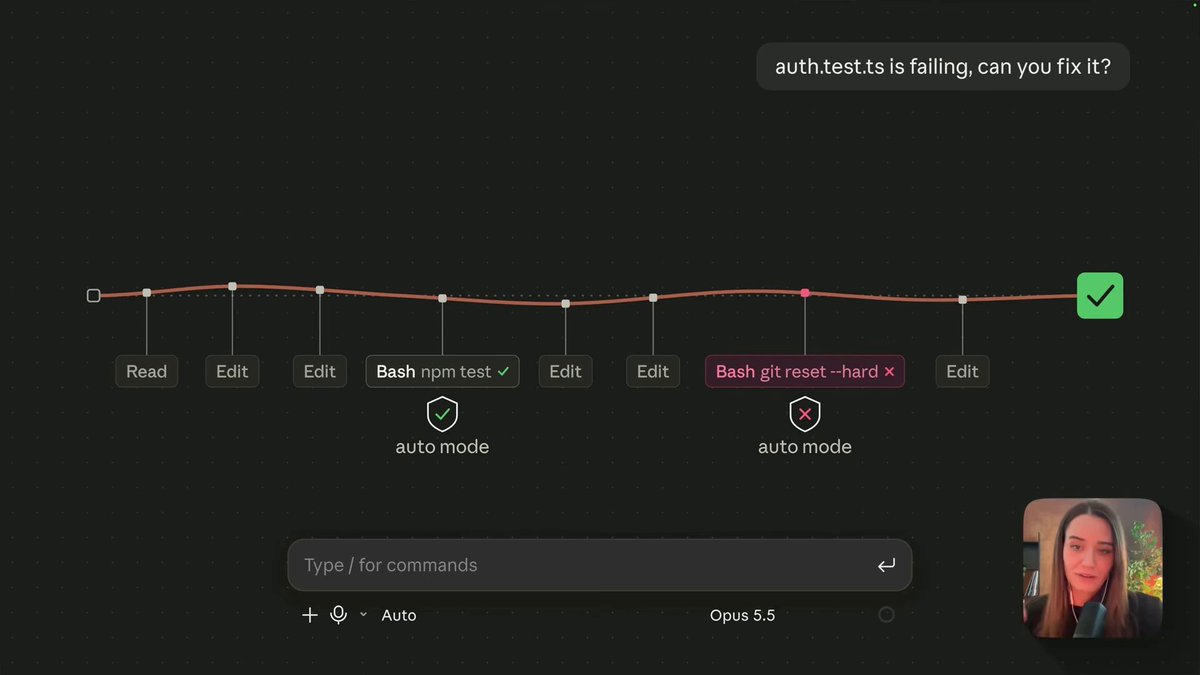 auth.test.ts is failing, can you fix it?
Read
Edit
Edit
Bash npm test ✓
Edit
Edit
Bash git reset --hard ×
Edit
auto mode
auto mode
Type / for commands
Auto
Opus 5.5